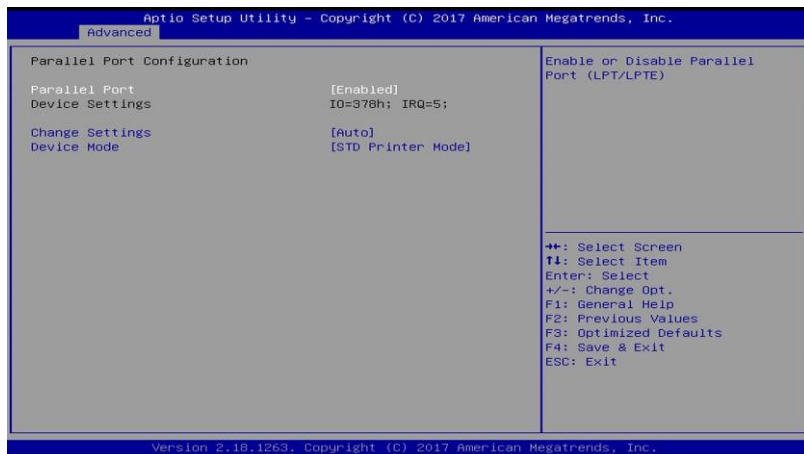 Aptio Setup Utility – Copyright (C) 2017 American Megatrends, Inc.
Advanced
Parallel Port Configuration
Parallel Port [Enabled]
Device Settings IO=378h; IRQ=5;
Change Settings [Auto]
Device Mode [STD Printer Mode]
Enable or Disable Parallel
Port (LPT/LPTE)
→←: Select Screen
↑↓: Select Item
Enter: Select
+/-: Change Opt.
F1: General Help
F2: Previous Values
F3: Optimized Defaults
F4: Save & Exit
ESC: Exit
Version 2.18.1263. Copyright (C) 2017 American Megatrends, Inc.